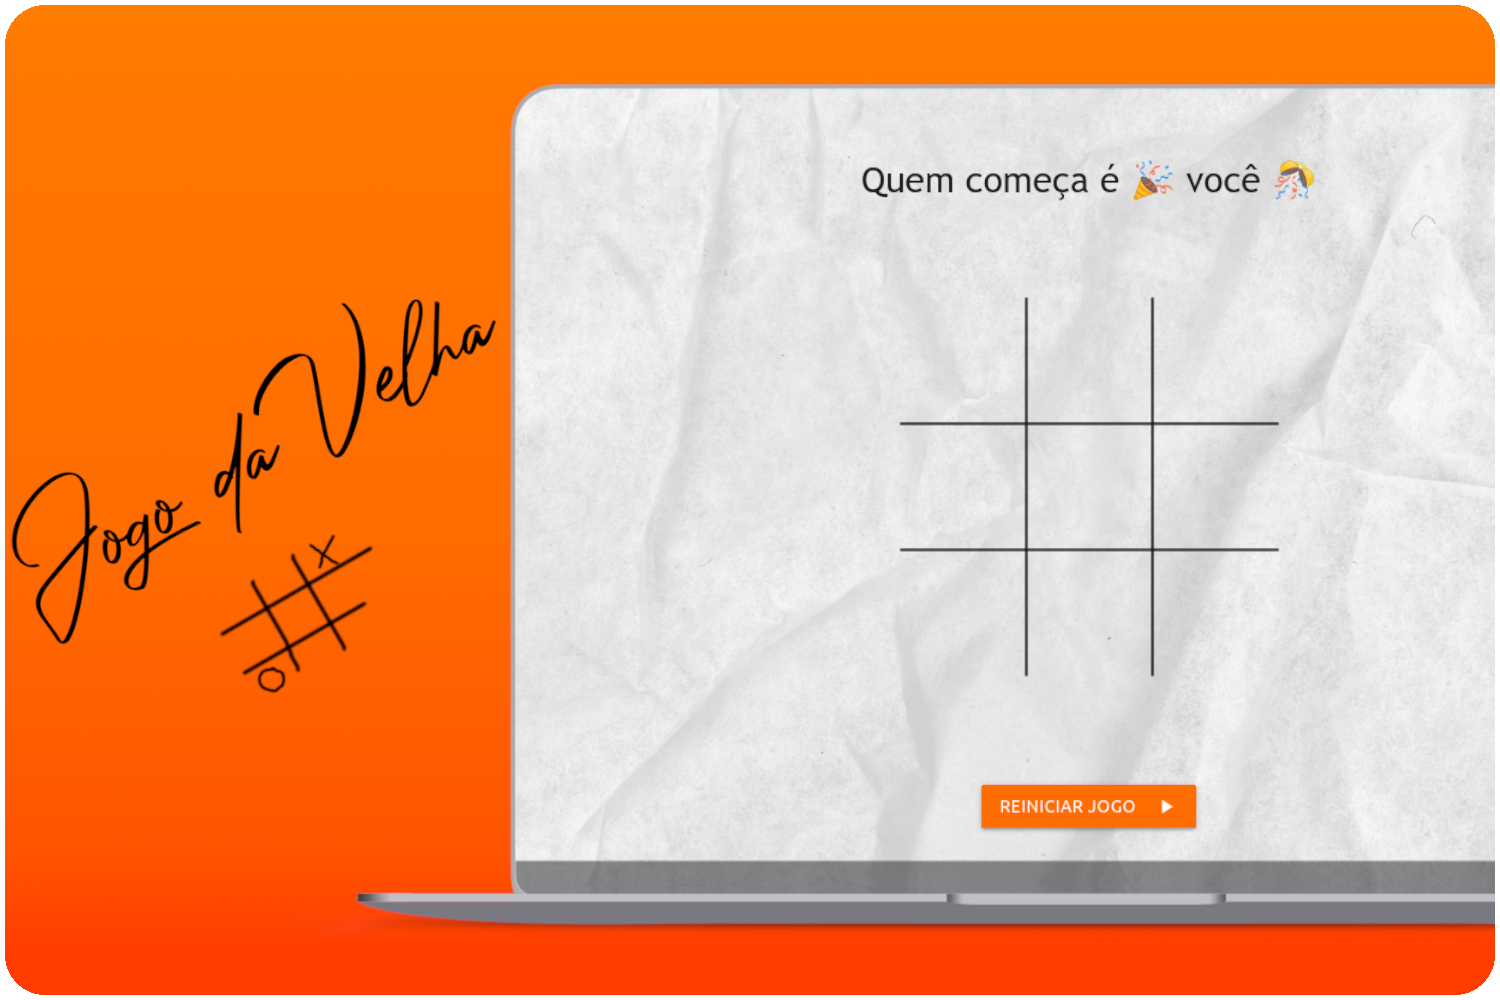 Jogo da Velha
X
O
Quem começa é 🎉 você 🎊
REINICIAR JOGO